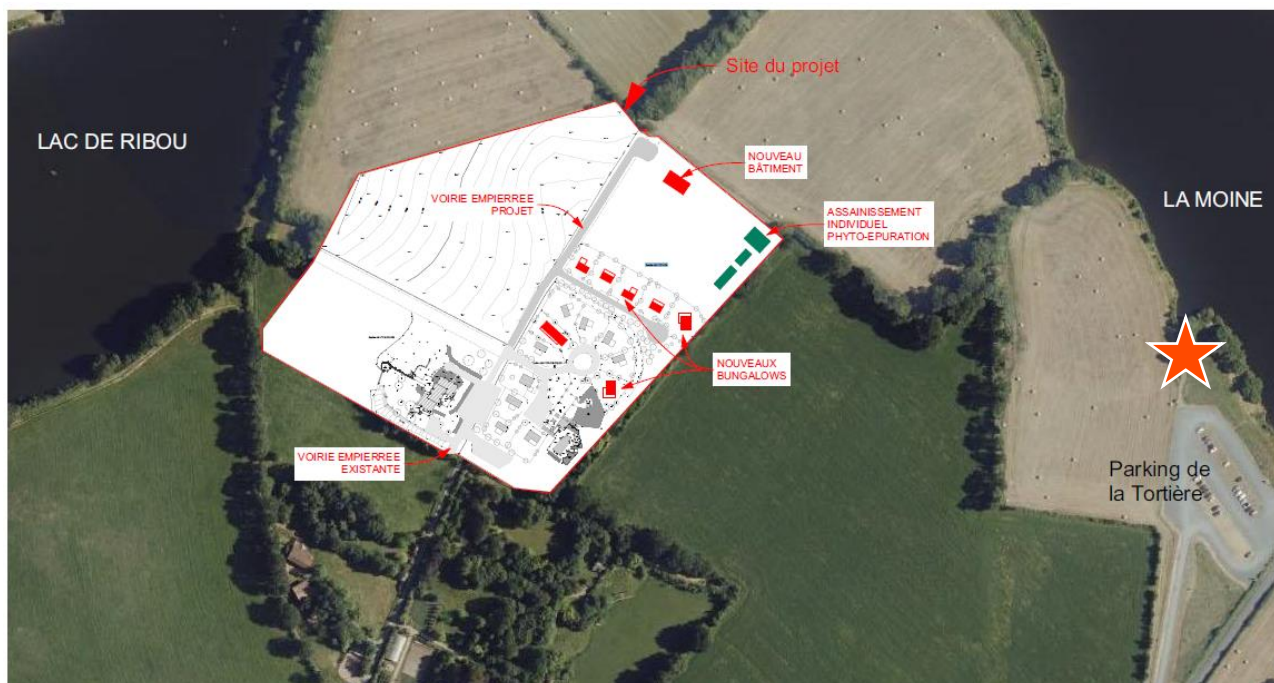 Site du projet
LAC DE RIBOU
NOUVEAU
BÂTIMENT
LA MOINE
VOIRIE EMPIERREE
PROJET
ASSAINISSEMENT
INDIVIDUEL
PHYTO-EPURATION
NOUVEAUX
BUNGALOWS
VOIRIE EMPIERREE
EXISTANTE
Parking de
la Tortière